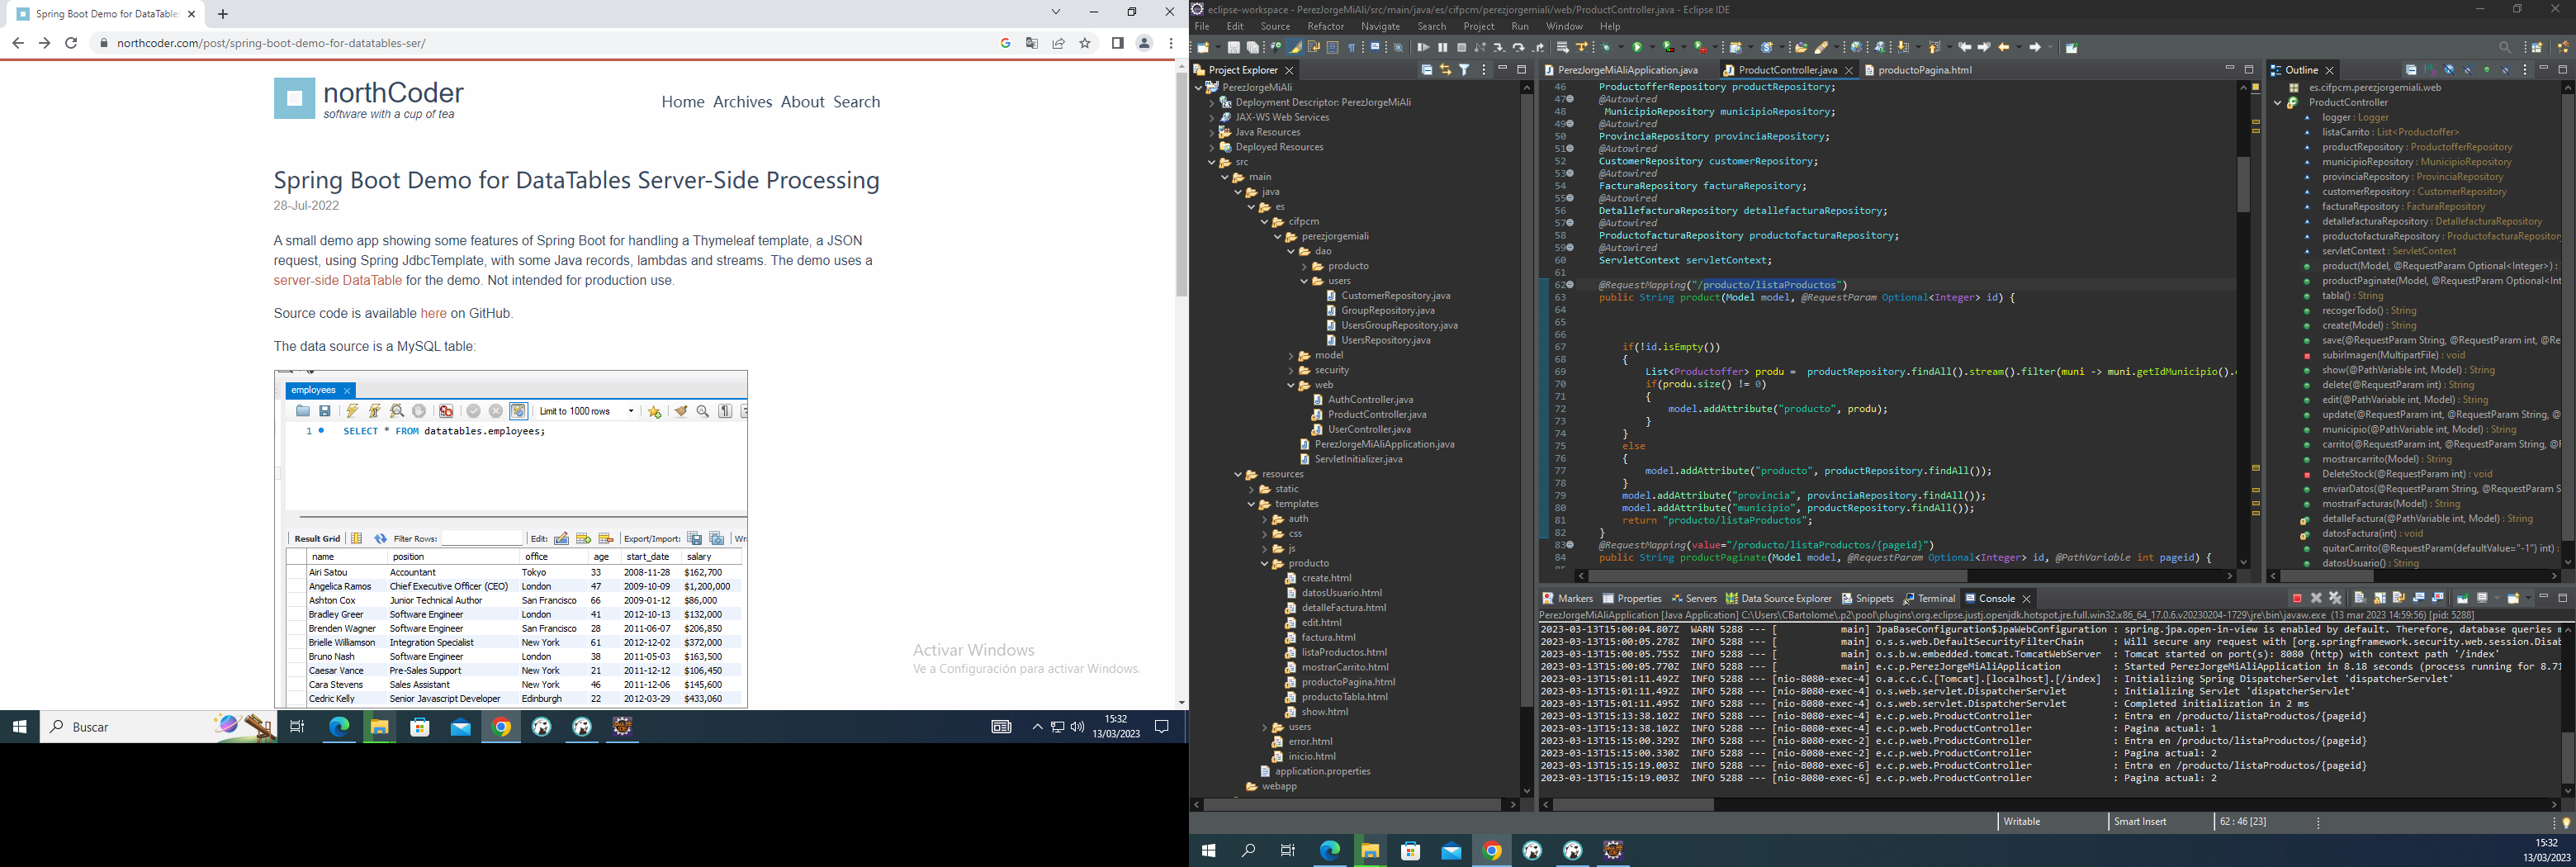 Spring Boot Demo for DataTables
northcoder.com/post/spring-boot-demo-for-datatables-ser/
northCoder
software with a cup of tea
Home Archives About Search
Spring Boot Demo for DataTables Server-Side Processing
28-Jul-2022
A small demo app showing some features of Spring Boot for handling a Thymeleaf template, a JSON
request, using Spring JdbcTemplate, with some Java records, lambdas and streams. The demo uses a
server-side DataTable for the demo. Not intended for production use.
Source code is available here on GitHub.
The data source is a MySQL table:
employees
Limit to 1000 rows
1 SELECT * FROM datatables.employees;
Result Grid Filter Rows: Edit: Export/Import:
name position office age start_date salary
Airi Satou Accountant Tokyo 33 2008-11-28 $162,700
Angelica Ramos Chief Executive Officer (CEO) London 47 2009-10-09 $1,200,000
Ashton Cox Junior Technical Author San Francisco 66 2009-01-12 $86,000
Bradley Greer Software Engineer London 41 2012-10-13 $132,000
Brenden Wagner Software Engineer San Francisco 28 2011-06-07 $206,850
Brielle Williamson Integration Specialist New York 61 2012-12-02 $372,000
Bruno Nash Software Engineer London 38 2011-05-03 $163,500
Caesar Vance Pre-Sales Support New York 21 2011-12-12 $106,450
Cara Stevens Sales Assistant New York 46 2011-12-06 $145,600
Cedric Kelly Senior Javascript Developer Edinburgh 22 2012-03-29 $433,060
Activar Windows
Ve a Configuración para activar Windows.
Buscar
15:32
13/03/2023
eclipse-workspace - PerezJorgeMiAli/src/main/java/es/cifpcm/perezjorgemiali/web/ProductController.java - Eclipse IDE
File Edit Source Refactor Navigate Search Project Run Window Help
Project Explorer
PerezJorgeMiAli
Deployment Descriptor: PerezJorgeMiAli
JAX-WS Web Services
Java Resources
Deployed Resources
src
main
java
es
cifpcm
perezjorgemiali
dao
producto
users
CustomerRepository.java
GroupRepository.java
UsersGroupRepository.java
UsersRepository.java
model
security
web
AuthController.java
ProductController.java
UserController.java
PerezJorgeMiAliApplication.java
ServletInitializer.java
resources
static
templates
auth
css
js
producto
create.html
datosUsuario.html
detalleFactura.html
edit.html
factura.html
listaProductos.html
mostrarCarrito.html
productoPagina.html
productoTabla.html
show.html
users
error.html
inicio.html
application.properties
webapp
PerezJorgeMiAliApplication.java ProductController.java productoPagina.html
46 ProductofferRepository productRepository;
47 @Autowired
48 MunicipioRepository municipioRepository;
49 @Autowired
50 ProvinciaRepository provinciaRepository;
51 @Autowired
52 CustomerRepository customerRepository;
53 @Autowired
54 FacturaRepository facturaRepository;
55 @Autowired
56 DetallefacturaRepository detallefacturaRepository;
57 @Autowired
58 ProductofacturaRepository productofacturaRepository;
59 @Autowired
60 ServletContext servletContext;
61
62 @RequestMapping("/producto/listaProductos")
63 public String product(Model model, @RequestParam Optional<Integer> id) {
64
65
66
67 if(!id.isEmpty())
68 {
69 List<Productoffer> produ = productRepository.findAll().stream().filter(muni -> muni.getIdMunicipio().
70 if(produ.size() != 0)
71 {
72 model.addAttribute("producto", produ);
73 }
74 }
75 else
76 {
77 model.addAttribute("producto", productRepository.findAll());
78 }
79 model.addAttribute("provincia", provinciaRepository.findAll());
80 model.addAttribute("municipio", productRepository.findAll());
81 return "producto/listaProductos";
82 }
83 @RequestMapping(value="/producto/listaProductos/{pageid}")
84 public String productPaginate(Model model, @RequestParam Optional<Integer> id, @PathVariable int pageid) {
Outline
es.cifpcm.perezjorgemiali.web
ProductController
logger : Logger
listaCarrito : List<Productoffer>
productRepository : ProductofferRepository
municipioRepository : MunicipioRepository
provinciaRepository : ProvinciaRepository
customerRepository : CustomerRepository
facturaRepository : FacturaRepository
detallefacturaRepository : DetallefacturaRepository
productofacturaRepository : ProductofacturaRepository
servletContext : ServletContext
product(Model, @RequestParam Optional<Integer>) :
productPaginate(Model, @RequestParam Optional<Int
tabla() : String
recogerTodo() : String
create(Model) : String
save(@RequestParam String, @RequestParam int, @Re
subirImagen(MultipartFile) : void
show(@PathVariable int, Model) : String
delete(@RequestParam int) : String
edit(@PathVariable int, Model) : String
update(@RequestParam int, @RequestParam String, @
municipio(@PathVariable int, Model) : String
carrito(@RequestParam int, @RequestParam String, @F
mostrarcarrito(Model) : String
DeleteStock(@RequestParam int) : void
enviarDatos(@RequestParam String, @RequestParam S
mostrarFacturas(Model) : String
detalleFactura(@PathVariable int, Model) : String
datosFactura(int) : void
quitarCarrito(@RequestParam(defaultValue="-1") int) :
datosUsuario() : String
Markers Properties Servers Data Source Explorer Snippets Terminal Console
PerezJorgeMiAliApplication [Java Application] C:\Users\CBartolome\.p2\pool\plugins\org.eclipse.justj.openjdk.hotspot.jre.full.win32.x86_64_17.0.6.v20230204-1729\jre\bin\javaw.exe (13 mar 2023 14:59:56) [pid: 5288]
2023-03-13T15:00:04.807Z WARN 5288 --- [ main] JpaBaseConfiguration$JpaWebConfiguration : spring.jpa.open-in-view is enabled by default. Therefore, database queries m
2023-03-13T15:00:05.278Z INFO 5288 --- [ main] o.s.s.web.DefaultSecurityFilterChain : Will secure any request with [org.springframework.security.web.session.Disab
2023-03-13T15:00:05.755Z INFO 5288 --- [ main] o.s.b.w.embedded.tomcat.TomcatWebServer : Tomcat started on port(s): 8080 (http) with context path '/index'
2023-03-13T15:00:05.770Z INFO 5288 --- [ main] e.c.p.PerezJorgeMiAliApplication : Started PerezJorgeMiAliApplication in 8.18 seconds (process running for 8.71
2023-03-13T15:01:11.492Z INFO 5288 --- [nio-8080-exec-4] o.a.c.c.C.[Tomcat].[localhost].[/index] : Initializing Spring DispatcherServlet 'dispatcherServlet'
2023-03-13T15:01:11.492Z INFO 5288 --- [nio-8080-exec-4] o.s.web.servlet.DispatcherServlet : Initializing Servlet 'dispatcherServlet'
2023-03-13T15:01:11.495Z INFO 5288 --- [nio-8080-exec-4] o.s.web.servlet.DispatcherServlet : Completed initialization in 2 ms
2023-03-13T15:13:38.102Z INFO 5288 --- [nio-8080-exec-4] e.c.p.web.ProductController : Entra en /producto/listaProductos/{pageid}
2023-03-13T15:13:38.102Z INFO 5288 --- [nio-8080-exec-4] e.c.p.web.ProductController : Pagina actual: 1
2023-03-13T15:15:00.329Z INFO 5288 --- [nio-8080-exec-2] e.c.p.web.ProductController : Entra en /producto/listaProductos/{pageid}
2023-03-13T15:15:00.330Z INFO 5288 --- [nio-8080-exec-2] e.c.p.web.ProductController : Pagina actual: 2
2023-03-13T15:15:19.003Z INFO 5288 --- [nio-8080-exec-6] e.c.p.web.ProductController : Entra en /producto/listaProductos/{pageid}
2023-03-13T15:15:19.003Z INFO 5288 --- [nio-8080-exec-6] e.c.p.web.ProductController : Pagina actual: 2
Writable Smart Insert 62 : 46 [23]
15:32
13/03/2023